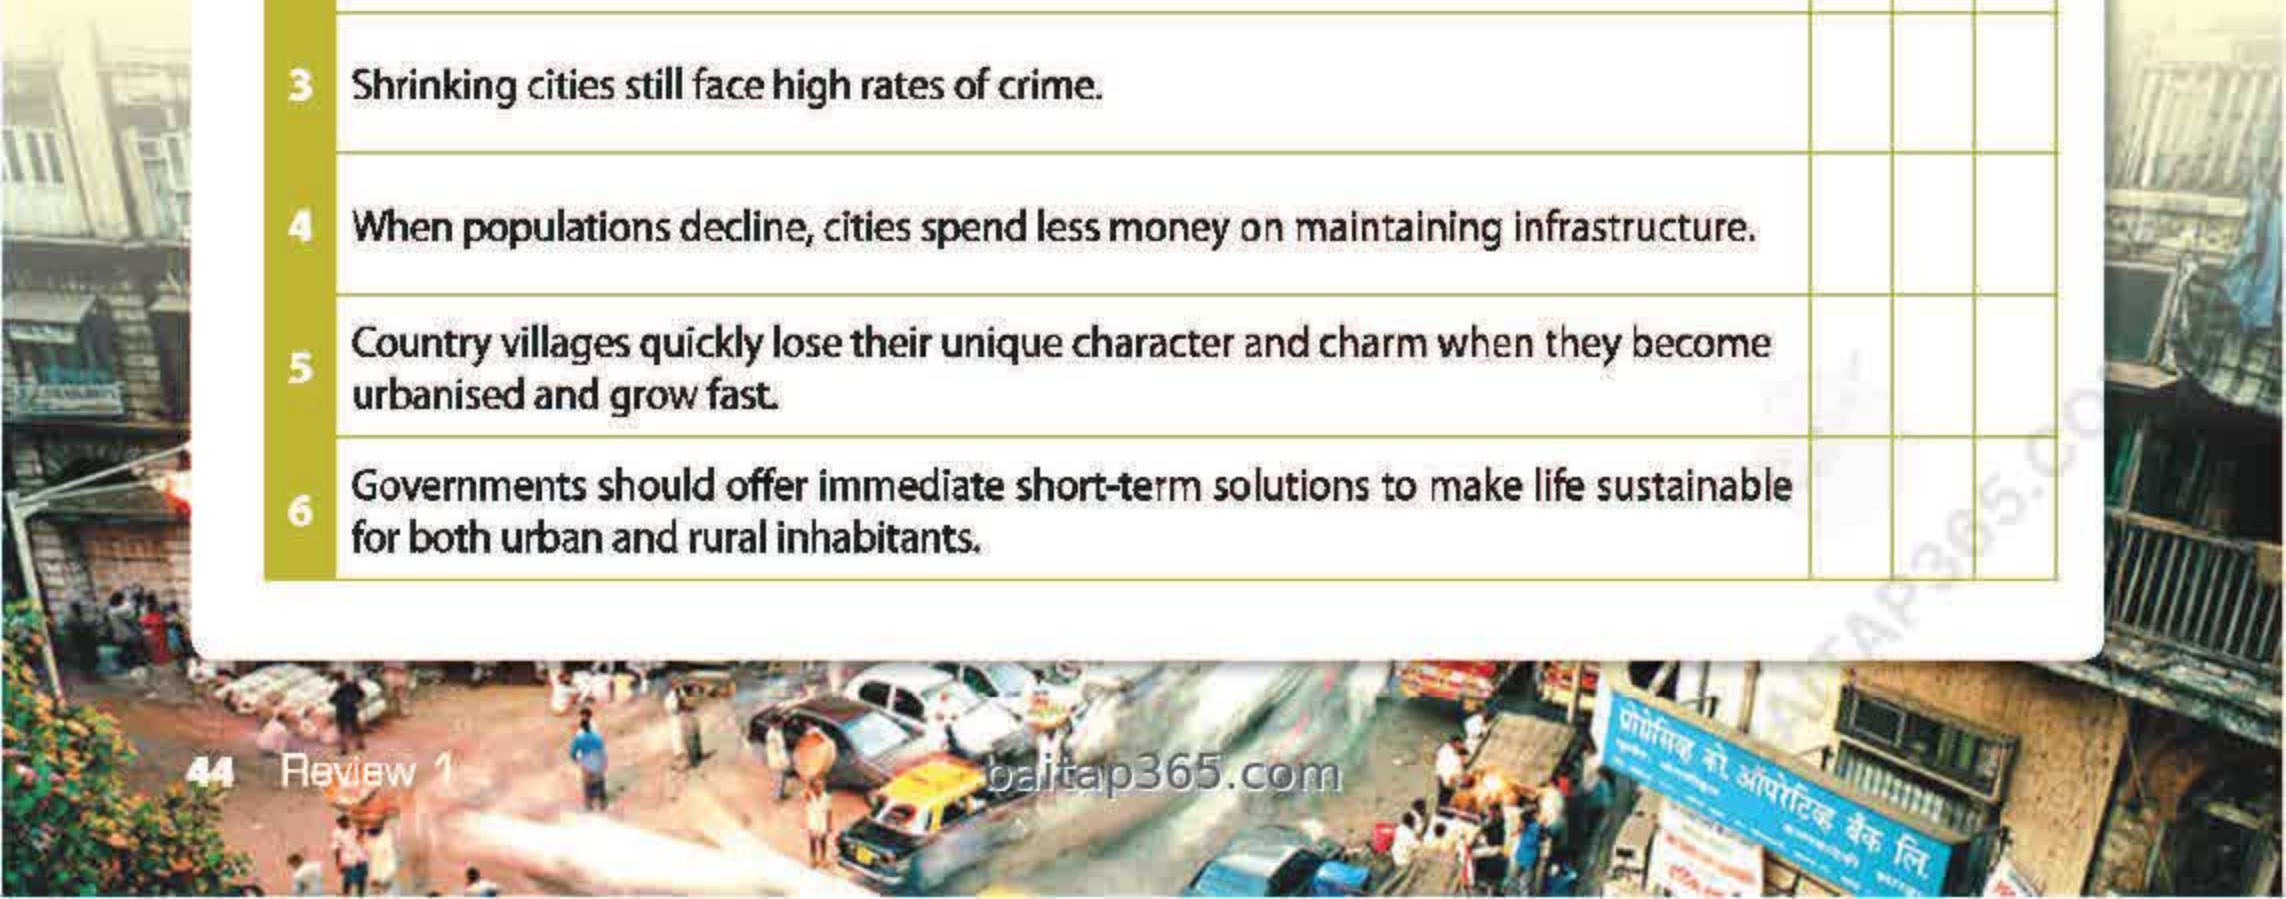 3 Shrinking cities still face high rates of crime.
4 When populations decline, cities spend less money on maintaining infrastructure.
5 Country villages quickly lose their unique character and charm when they become
urbanised and grow fast.
6 Governments should offer immediate short-term solutions to make life sustainable
for both urban and rural inhabitants.
44 Review 1
baitap365.com
प्रोग्रेसिव्ह को. ऑपरेटिव्ह बँक लि.